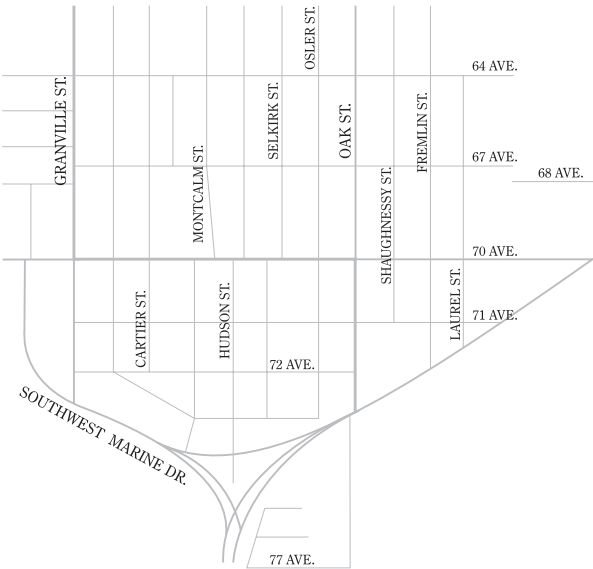 OSLER ST.
64 AVE.
GRANVILLE ST.
SELKIRK ST.
OAK ST.
FREMLIN ST.
67 AVE.
MONTCALM ST.
SHAUGHNESSY ST.
68 AVE.
70 AVE.
CARTIER ST.
HUDSON ST.
LAUREL ST.
71 AVE.
72 AVE.
SOUTHWEST MARINE DR.
77 AVE.